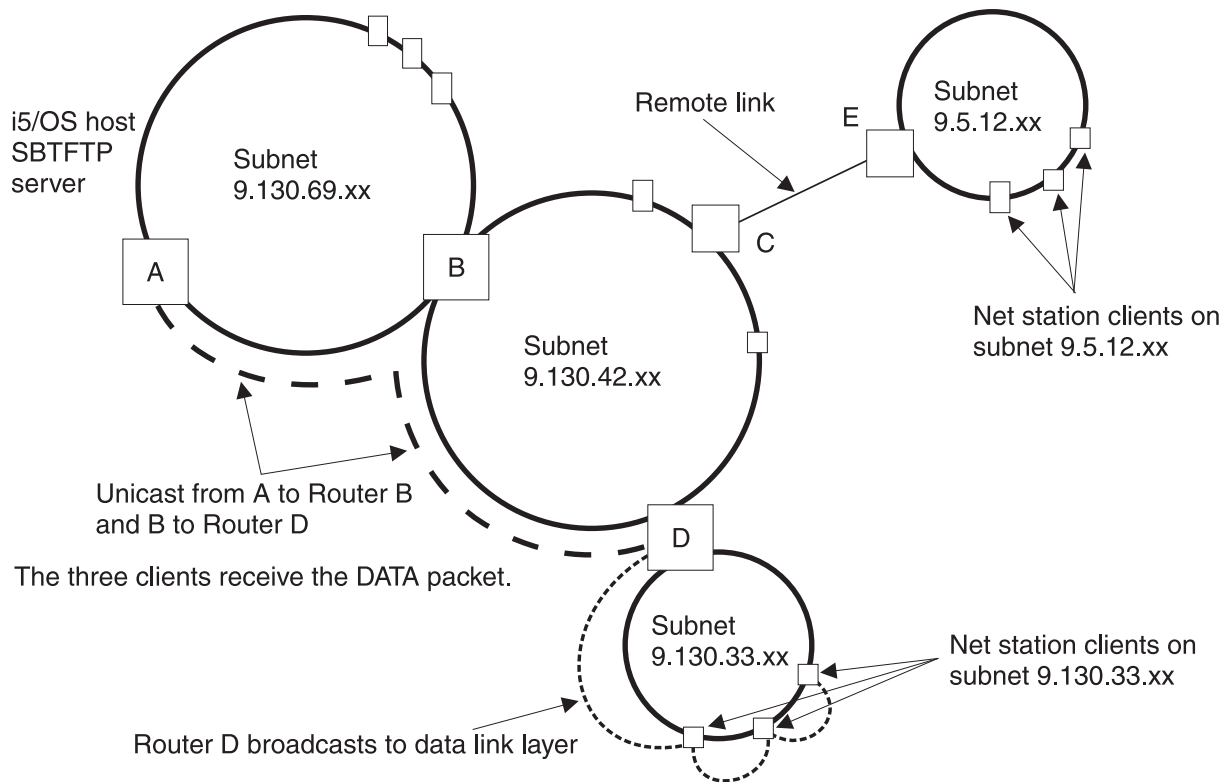 i5/OS host
SBTFTP
server
Subnet
9.130.69.xx
A
B
Remote link
E
Subnet
9.5.12.xx
C
Net station clients on
subnet 9.5.12.xx
Subnet
9.130.42.xx
Unicast from A to Router B
and B to Router D
The three clients receive the DATA packet.
D
Subnet
9.130.33.xx
Net station clients on
subnet 9.130.33.xx
Router D broadcasts to data link layer